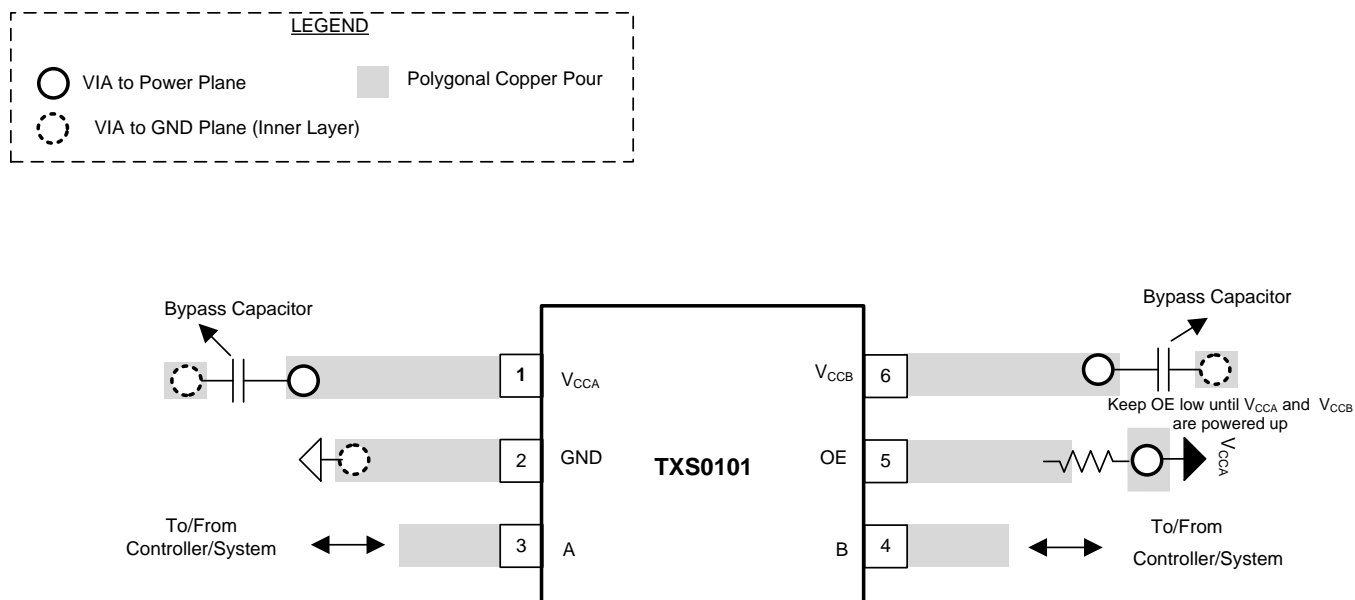 LEGEND
VIA to Power Plane
Polygonal Copper Pour
VIA to GND Plane (Inner Layer)
Bypass Capacitor
Bypass Capacitor
1
VCCA
VCCB
6
Keep OE low until VCCA and VCCB
are powered up
2
GND
TXS0101
OE
5
VCCA
To/From
Controller/System
3
A
B
4
To/From
Controller/System